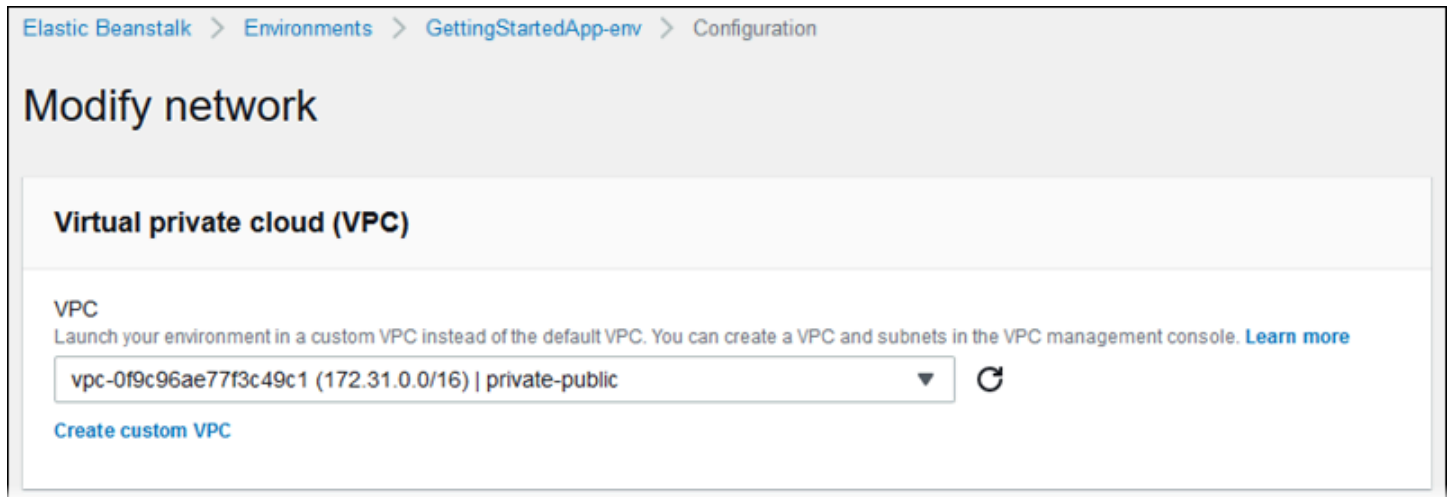 Elastic Beanstalk > Environments > GettingStartedApp-env > Configuration
Modify network
Virtual private cloud (VPC)
VPC
Launch your environment in a custom VPC instead of the default VPC. You can create a VPC and subnets in the VPC management console. Learn more
vpc-0f9c96ae77f3c49c1 (172.31.0.0/16) | private-public
Create custom VPC